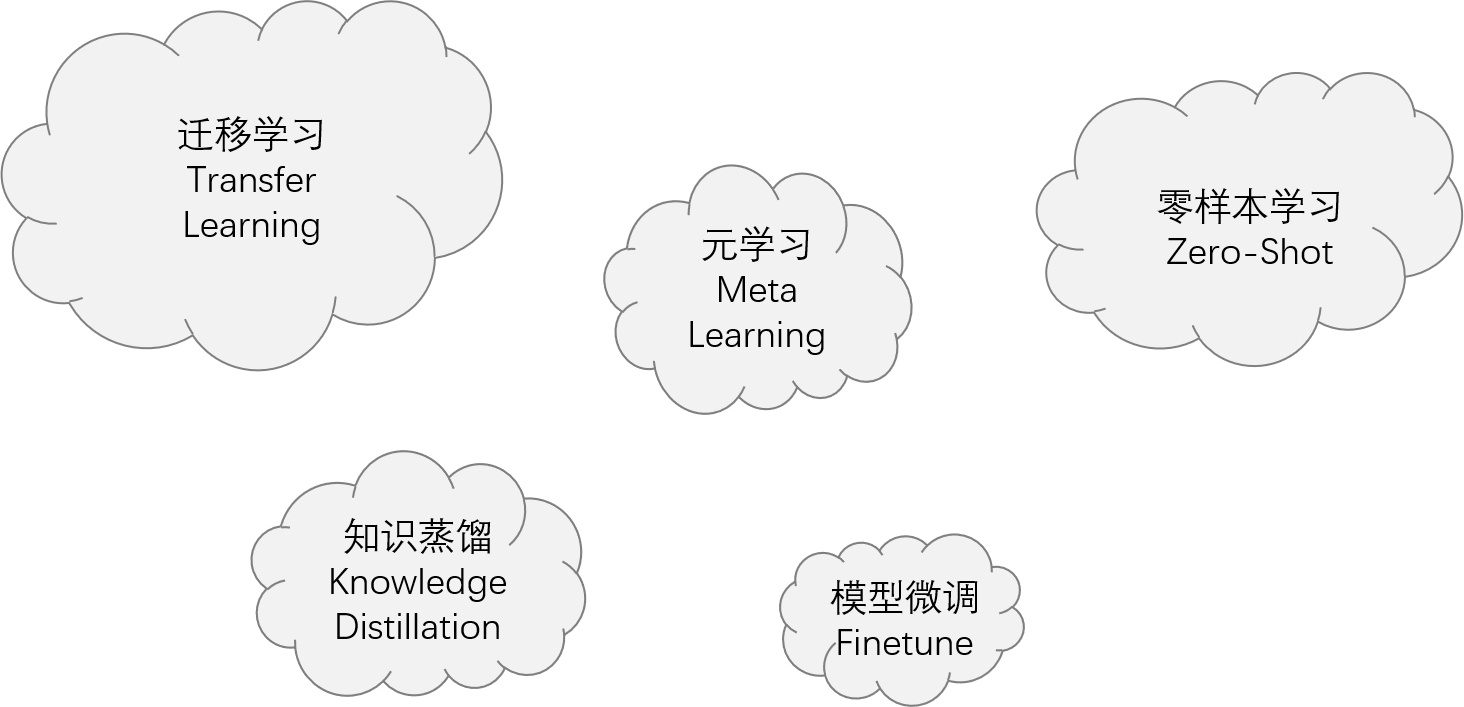 迁移学习
Transfer
Learning
元学习
Meta
Learning
零样本学习
Zero-Shot
知识蒸馏
Knowledge
Distillation
模型微调
Finetune